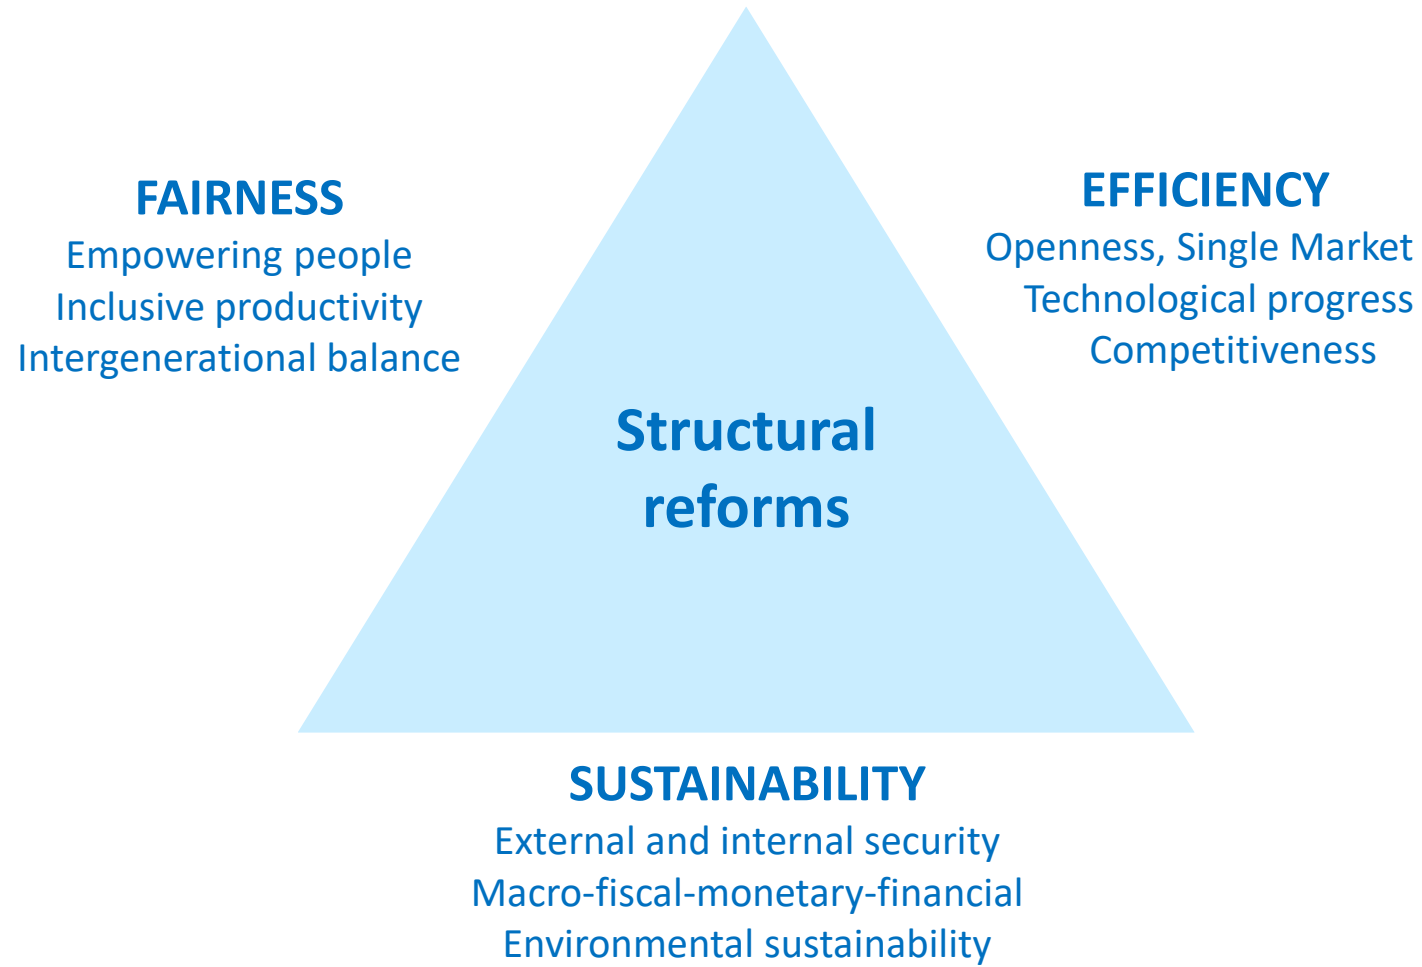 FAIRNESS
Empowering people
Inclusive productivity
Intergenerational balance
EFFICIENCY
Openness, Single Market
Technological progress
Competitiveness
Structural
reforms
SUSTAINABILITY
External and internal security
Macro-fiscal-monetary-financial
Environmental sustainability